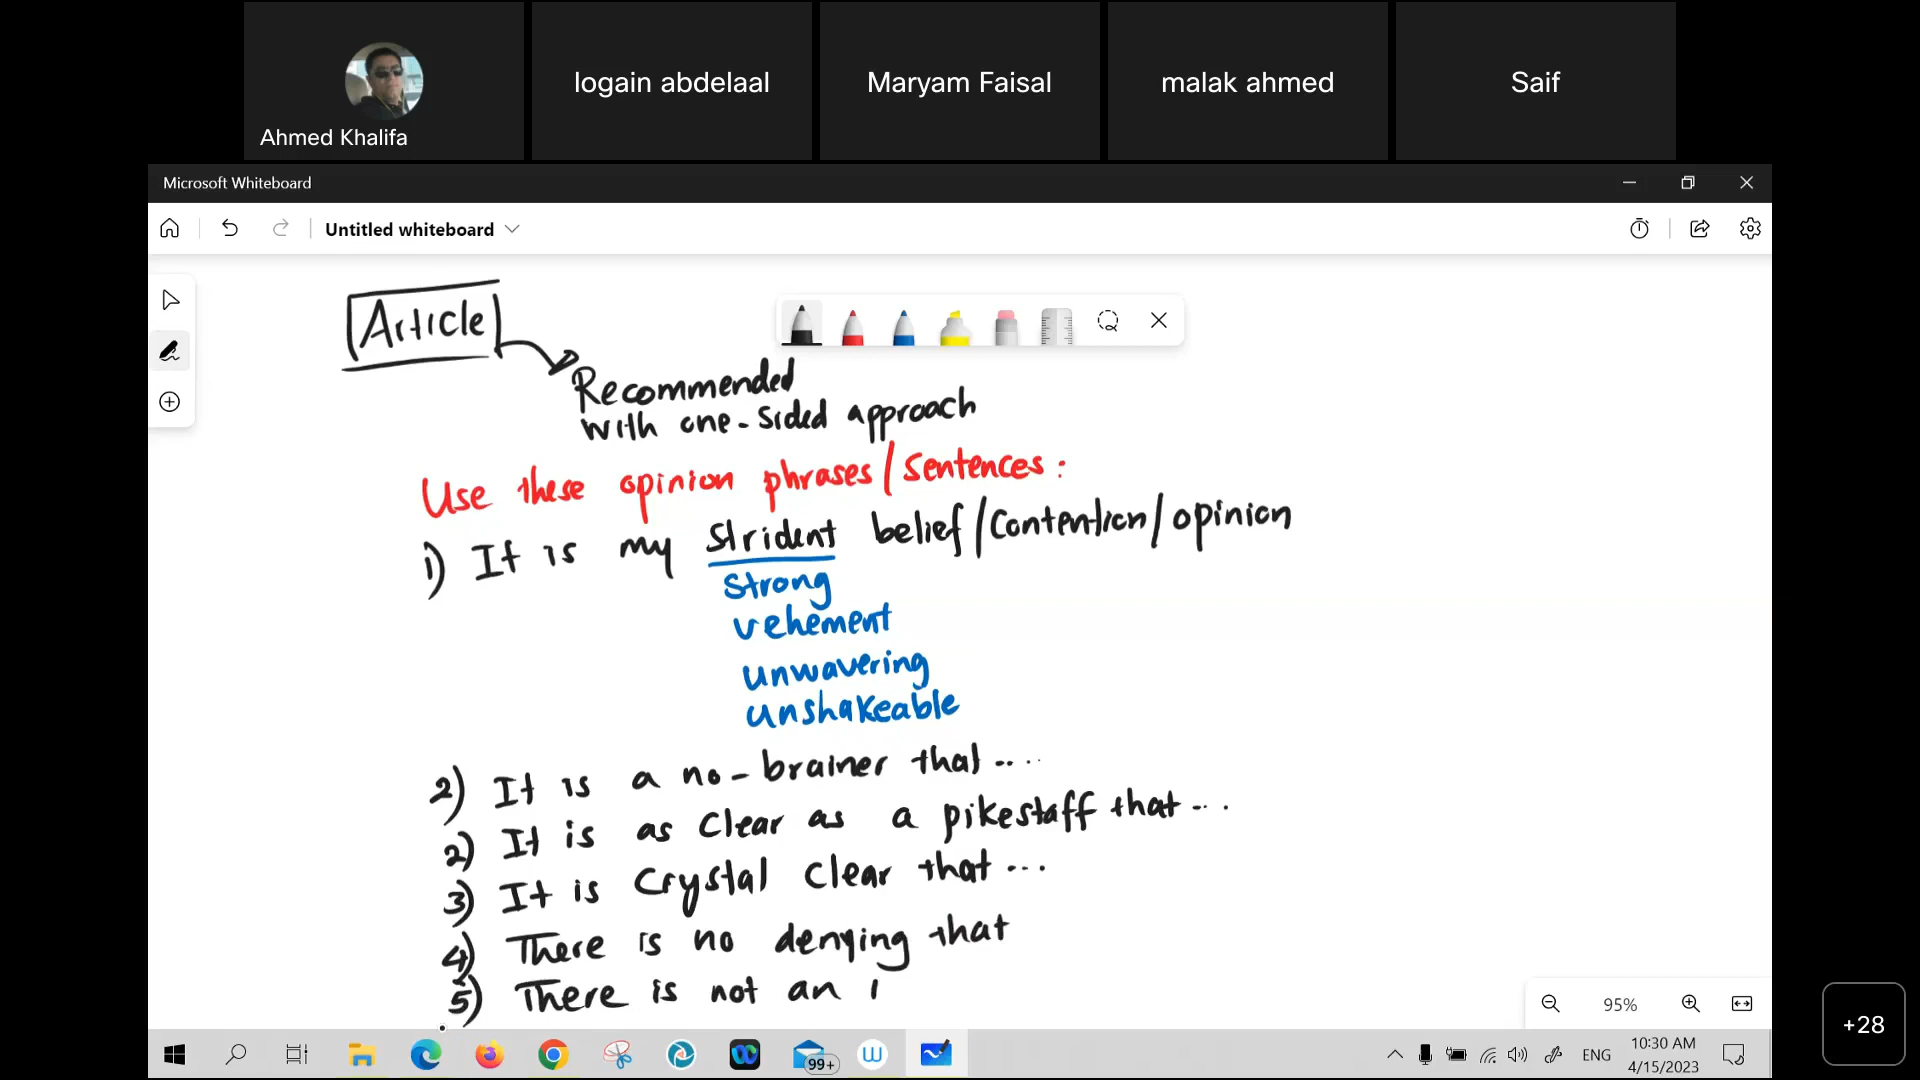 logain abdelaal
Maryam Faisal
malak ahmed
Saif
Ahmed Khalifa
Microsoft Whiteboard
Untitled whiteboard
Article
Recommended
with one-sided approach
Use these opinion phrases/sentences:
1) It is my strident belief/contention/opinion
strong
vehement
unwavering
unshakeable
2) It is a no-brainer that ....
2) It is as clear as a pikestaff that ...
3) It is crystal clear that ...
4) There is no denying that
5) There is not an
95%
+28
99+
ENG
10:30 AM
4/15/2023